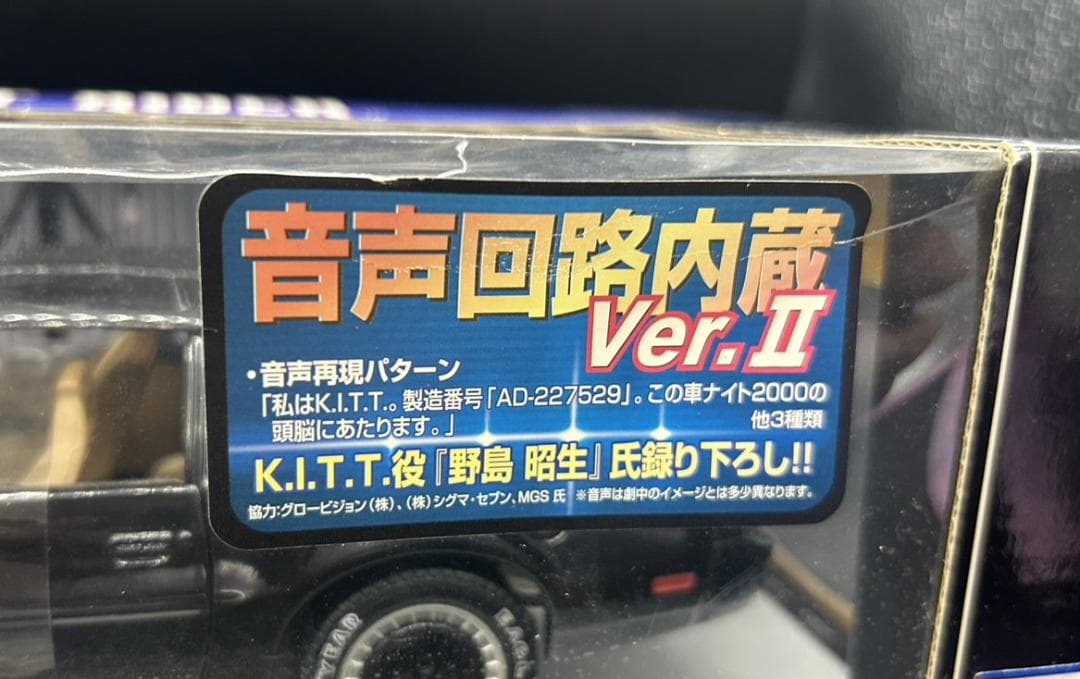 RIDER
音声回路内蔵
Ver.Ⅱ
・音声再現パターン
「私はK.I.T.T.。製造番号「AD-227529」。この車ナイト2000の
頭脳にあたります。」
他3種類
K.I.T.T.役『野島 昭生』氏録り下ろし!!
協力:グロービジョン(株)、(株)シグマ・セブン、MGS 氏 ※音声は劇中のイメージとは多少異なります。